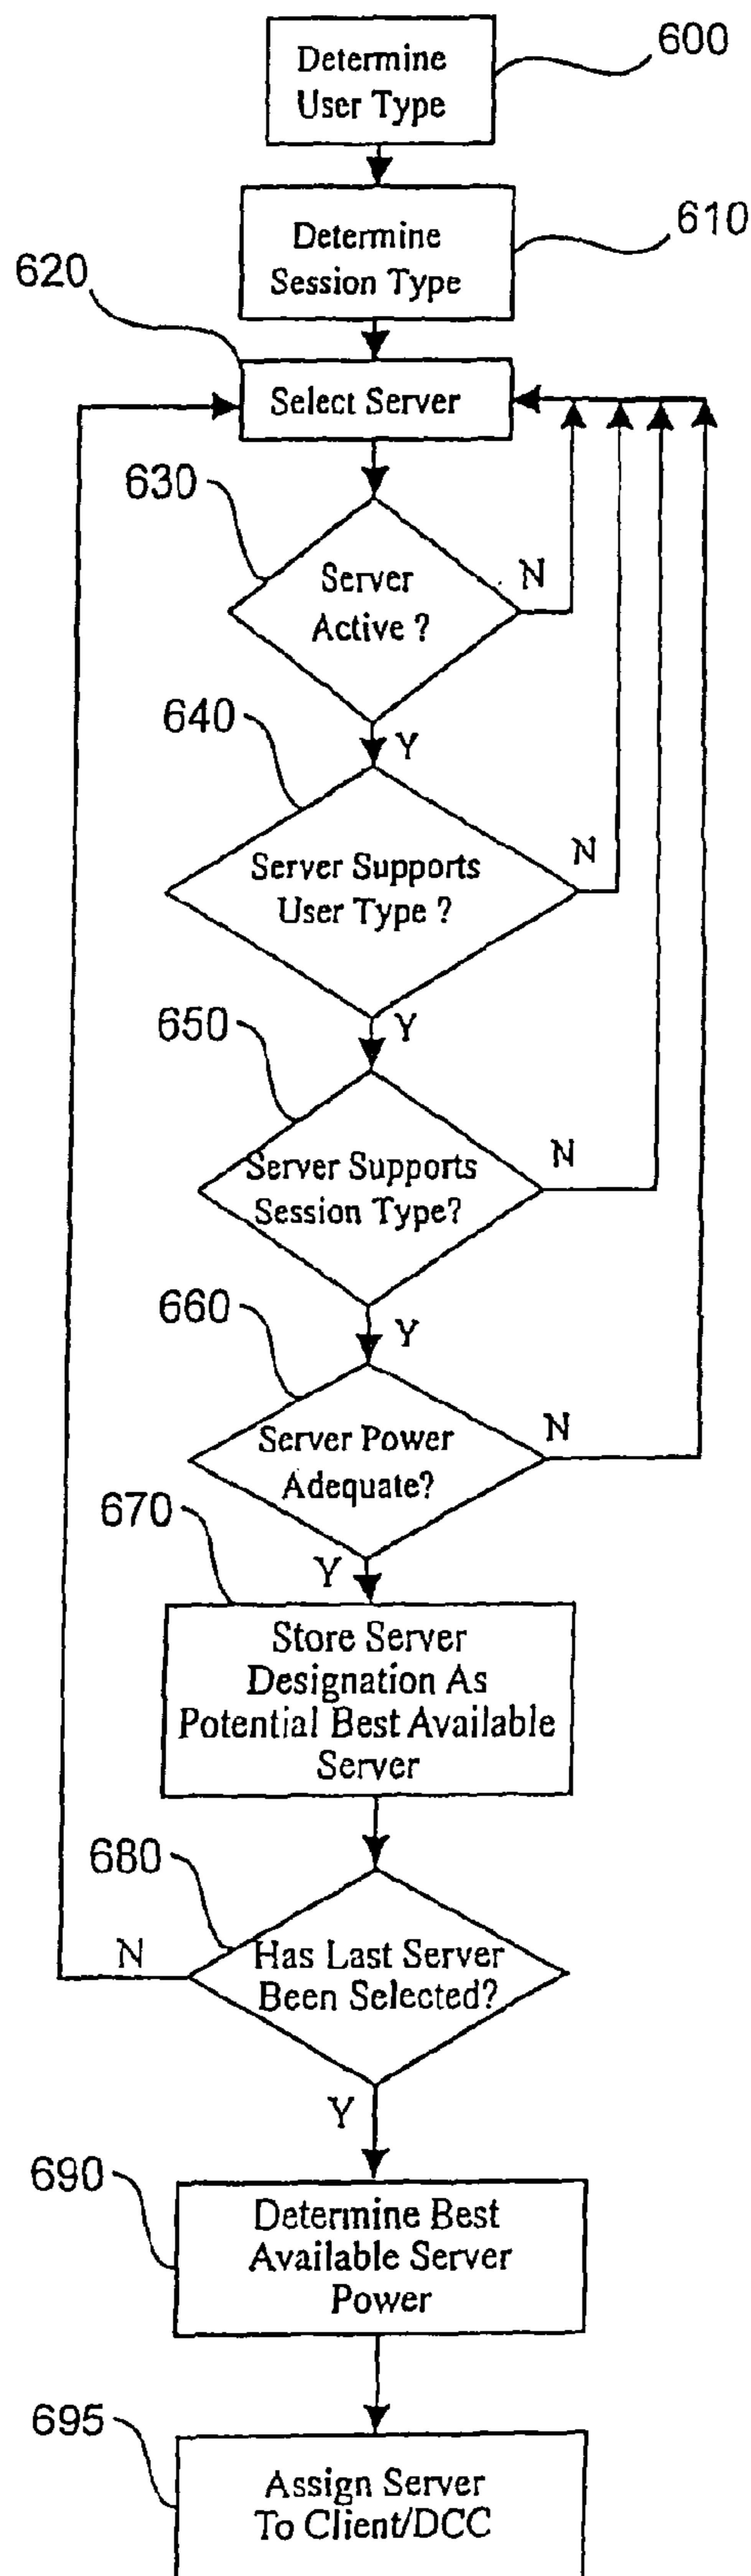 Determine
User Type
600
Determine
Session Type
610
620
Select Server
630
Server
Active ?
N
640
Y
Server Supports
User Type ?
N
650
Y
Server Supports
Session Type?
N
660
Y
Server Power
Adequate?
N
670
Y
Store Server
Designation As
Potential Best Available
Server
680
N
Has Last Server
Been Selected?
Y
690
Determine Best
Available Server
Power
695
Assign Server
To Client/DCC